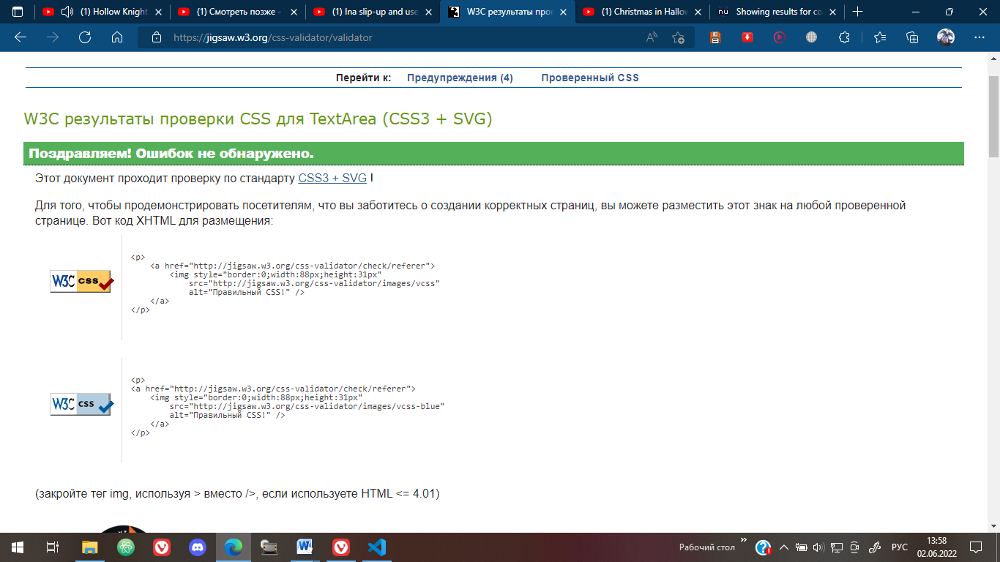 (1) Hollow Knight
(1) Смотреть позже -
(1) Ina slip-up and use
W3C результаты про
(1) Christmas in Hallow
nu Showing results for co
https://jigsaw.w3.org/css-validator/validator
Перейти к: Предупреждения (4) Проверенный CSS
W3C результаты проверки CSS для TextArea (CSS3 + SVG)
Поздравляем! Ошибок не обнаружено.
Этот документ проходит проверку по стандарту CSS3 + SVG !
Для того, чтобы продемонстрировать посетителям, что вы заботитесь о создании корректных страниц, вы можете разместить этот знак на любой проверенной
странице. Вот код XHTML для размещения:
W3C css
<p>
<a href="http://jigsaw.w3.org/css-validator/check/referer">
<img style="border:0;width:88px;height:31px"
src="http://jigsaw.w3.org/css-validator/images/vcss"
alt="Правильный CSS!" />
</a>
</p>
W3C css
<p>
<a href="http://jigsaw.w3.org/css-validator/check/referer">
<img style="border:0;width:88px;height:31px"
src="http://jigsaw.w3.org/css-validator/images/vcss-blue"
alt="Правильный CSS!" />
</a>
</p>
(закройте тег img, используя > вместо />, если используете HTML <= 4.01)
Рабочий стол
РУС
13:58
02.06.2022